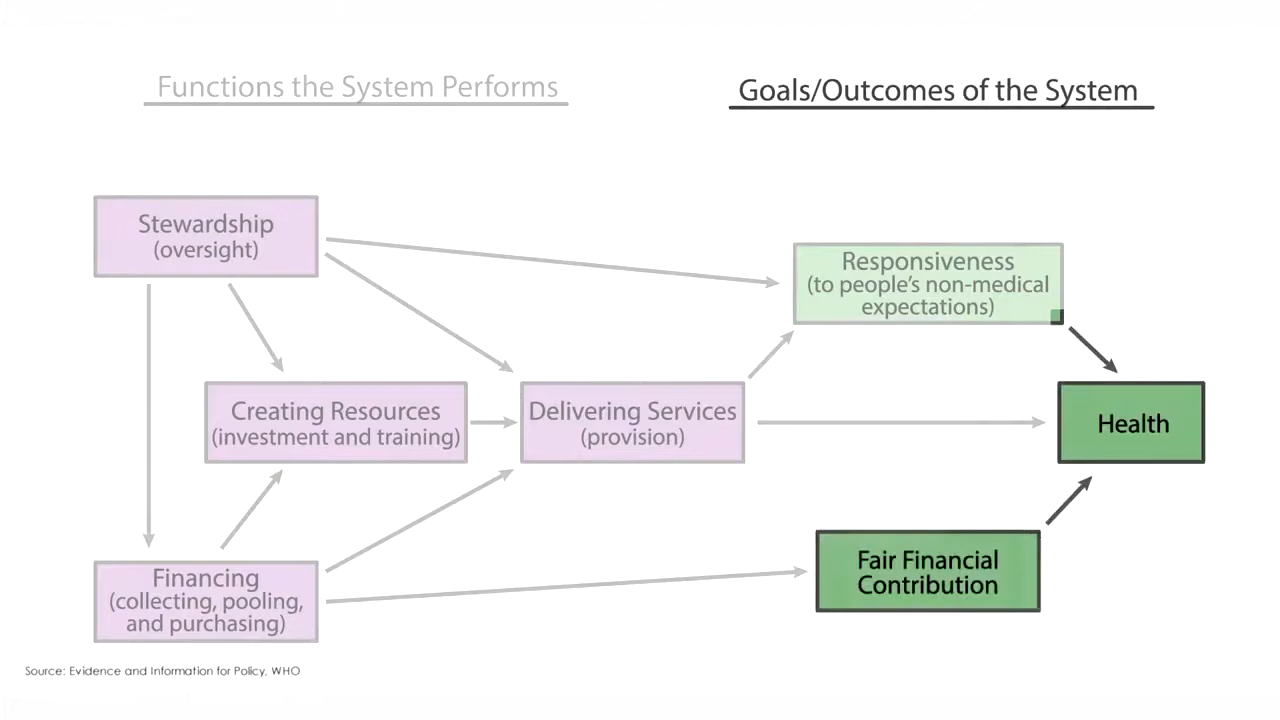 Functions the System Performs
Goals/Outcomes of the System
Stewardship
(oversight)
Responsiveness
(to people's non-medical
expectations)
Creating Resources
(investment and training)
Delivering Services
(provision)
Health
Financing
(collecting, pooling,
and purchasing)
Fair Financial
Contribution
Source: Evidence and Information for Policy, WHO